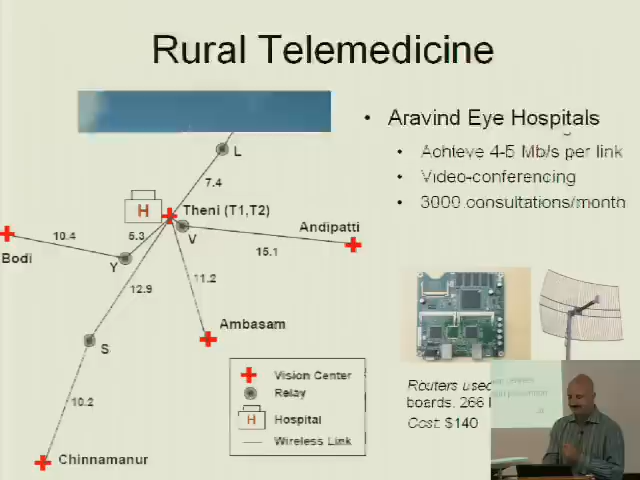 Rural Telemedicine
• Aravind Eye Hospitals
• Achieve 4-5 Mb/s per link
• Video-conferencing
• 3000 consultations/month
L
7.4
H
Theni (T1,T2)
V
Andipatti
10.4
5.3
15.1
Bodi
Y
11.2
12.9
Ambasam
S
10.2
Chinnamanur
Vision Center
Relay
H
Hospital
Wireless Link
Routers used
boards, 266
Cost: $140